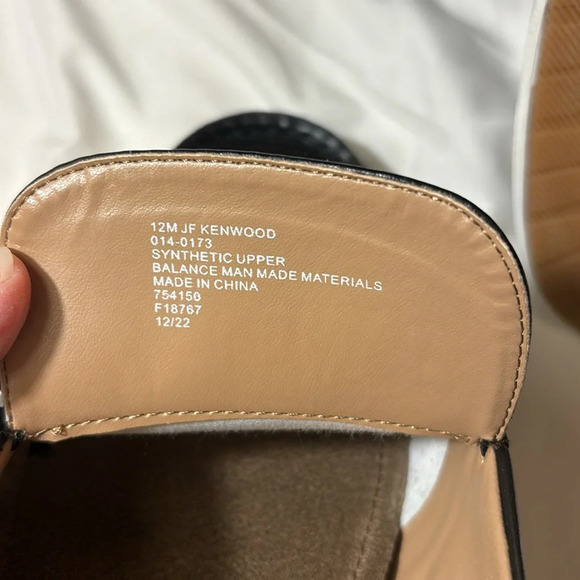 12M JF KENWOOD
014-0173
SYNTHETIC UPPER
BALANCE MAN MADE MATERIALS
MADE IN CHINA
754156
F18767
12/22